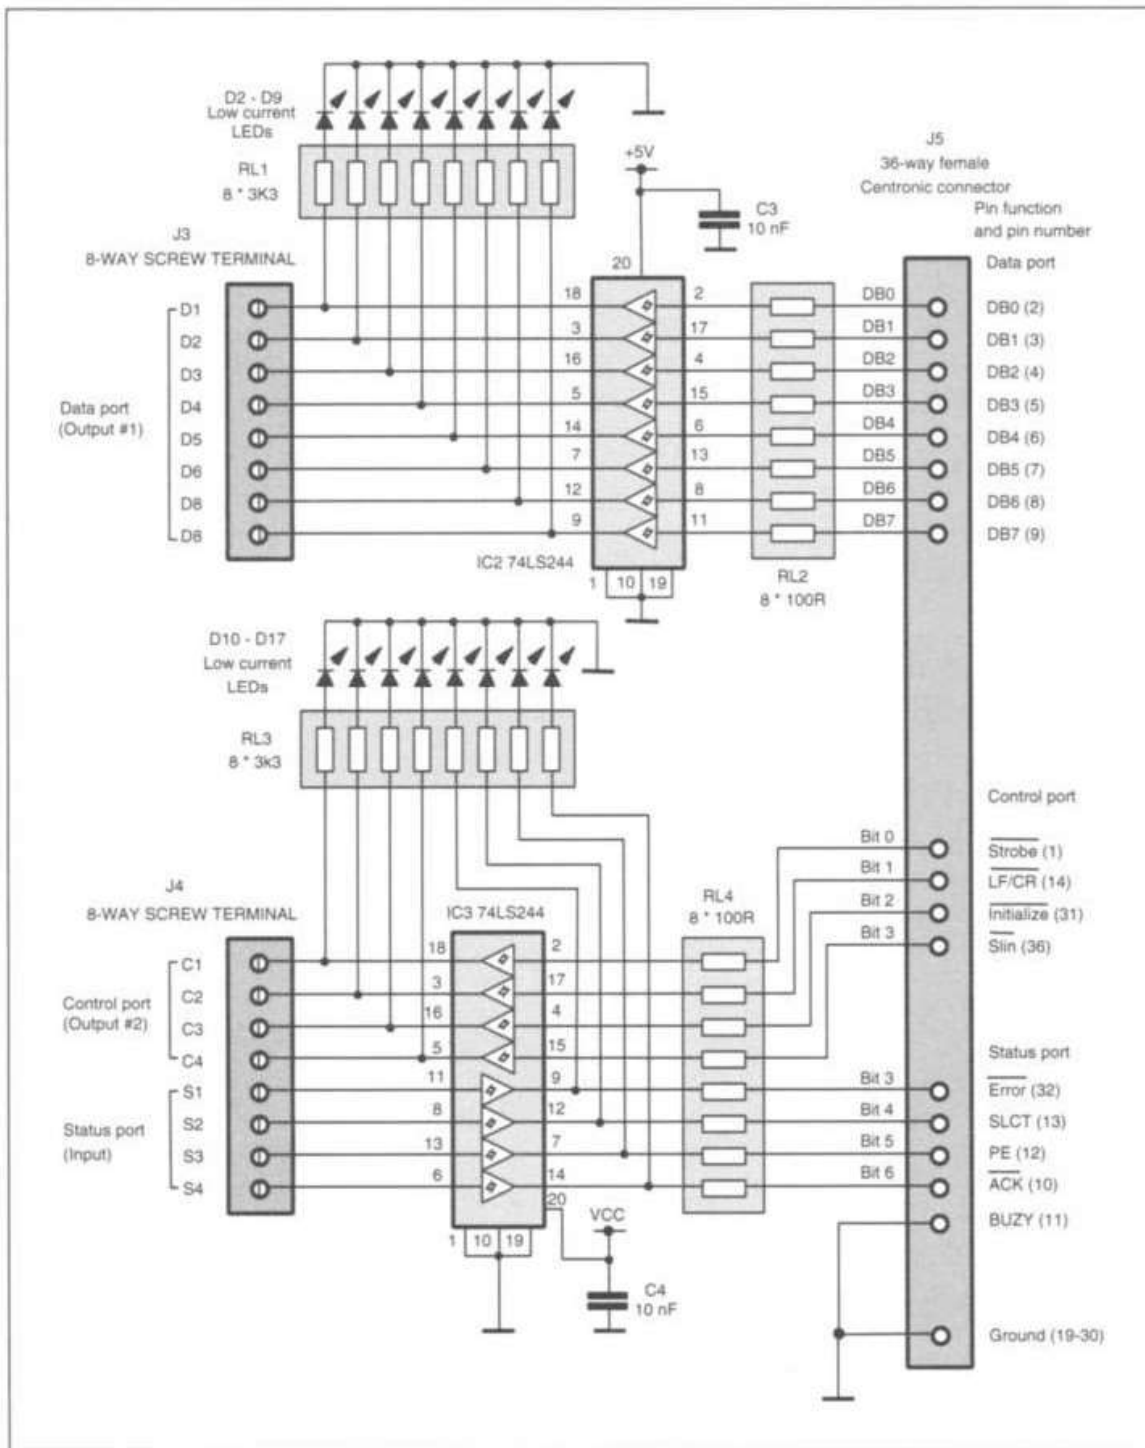 D2 - D9
Low current
LEDs
RL1
8 * 3K3
+5V
C3
10 nF
J5
36-way female
Centronic connector
Pin function
and pin number
J3
8-WAY SCREW TERMINAL
20
Data port
D1
18
2
DB0
DB0 (2)
D2
3
17
DB1
DB1 (3)
D3
16
4
DB2
DB2 (4)
D4
5
15
DB3
DB3 (5)
Data port
(Output #1)
D5
14
6
DB4
DB4 (6)
D6
7
13
DB5
DB5 (7)
D8
12
8
DB6
DB6 (8)
D8
9
11
DB7
DB7 (9)
IC2 74LS244
1 10 19
RL2
8 * 100R
D10 - D17
Low current
LEDs
RL3
8 * 3k3
Control port
Bit 0
Strobe (1)
Bit 1
LF/CR (14)
Bit 2
Initialize (31)
Bit 3
Slin (36)
J4
8-WAY SCREW TERMINAL
IC3 74LS244
RL4
8 * 100R
C1
18
2
C2
3
17
Control port
(Output #2)
C3
16
4
C4
5
15
Status port
S1
11
9
Bit 3
Error (32)
S2
8
12
Bit 4
SLCT (13)
Status port
(Input)
S3
13
7
Bit 5
PE (12)
S4
6
14
Bit 6
ACK (10)
20
VCC
BUZY (11)
1 10 19
C4
10 nF
Ground (19-30)